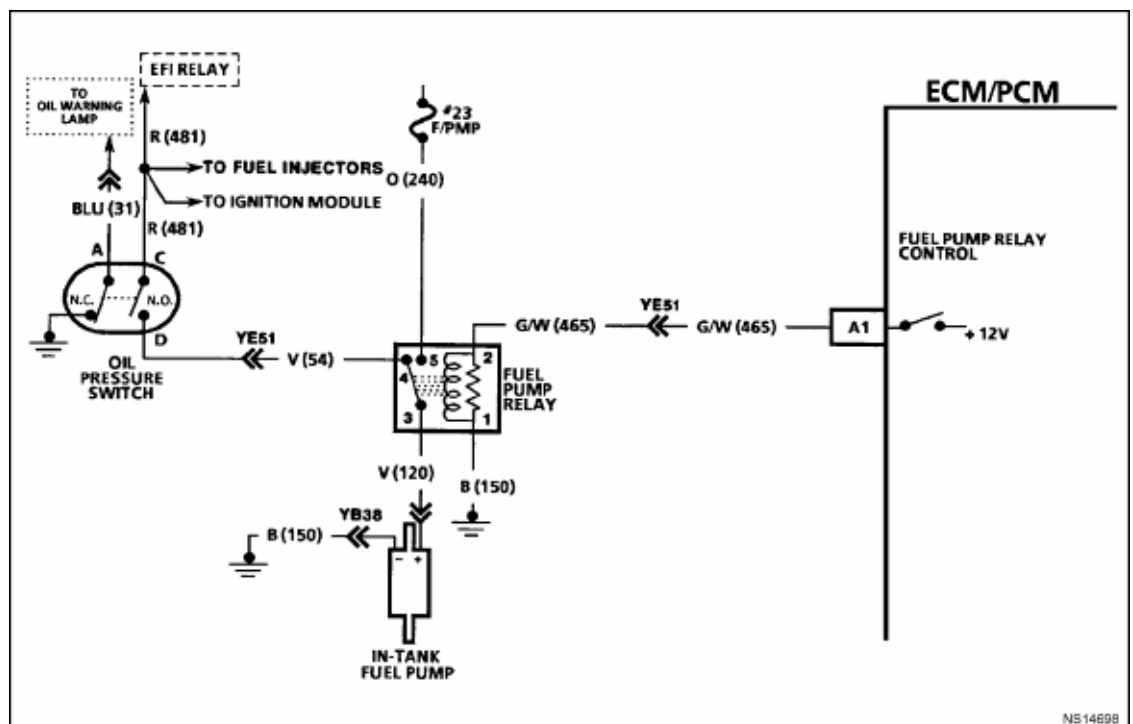 EFI RELAY
TO
OIL WARNING
LAMP
R (481)
TO FUEL INJECTORS
TO IGNITION MODULE
BLU (31)
R (481)
A
C
N.C.
N.O.
D
OIL
PRESSURE
SWITCH
YE51
V (54)
#23
F/PMP
O (240)
4
5
2
3
1
FUEL
PUMP
RELAY
G/W (465)
YE51
G/W (465)
V (120)
B (150)
YB38
B (150)
- +
IN-TANK
FUEL PUMP
ECM/PCM
FUEL PUMP RELAY
CONTROL
A1
+ 12V
NS14698